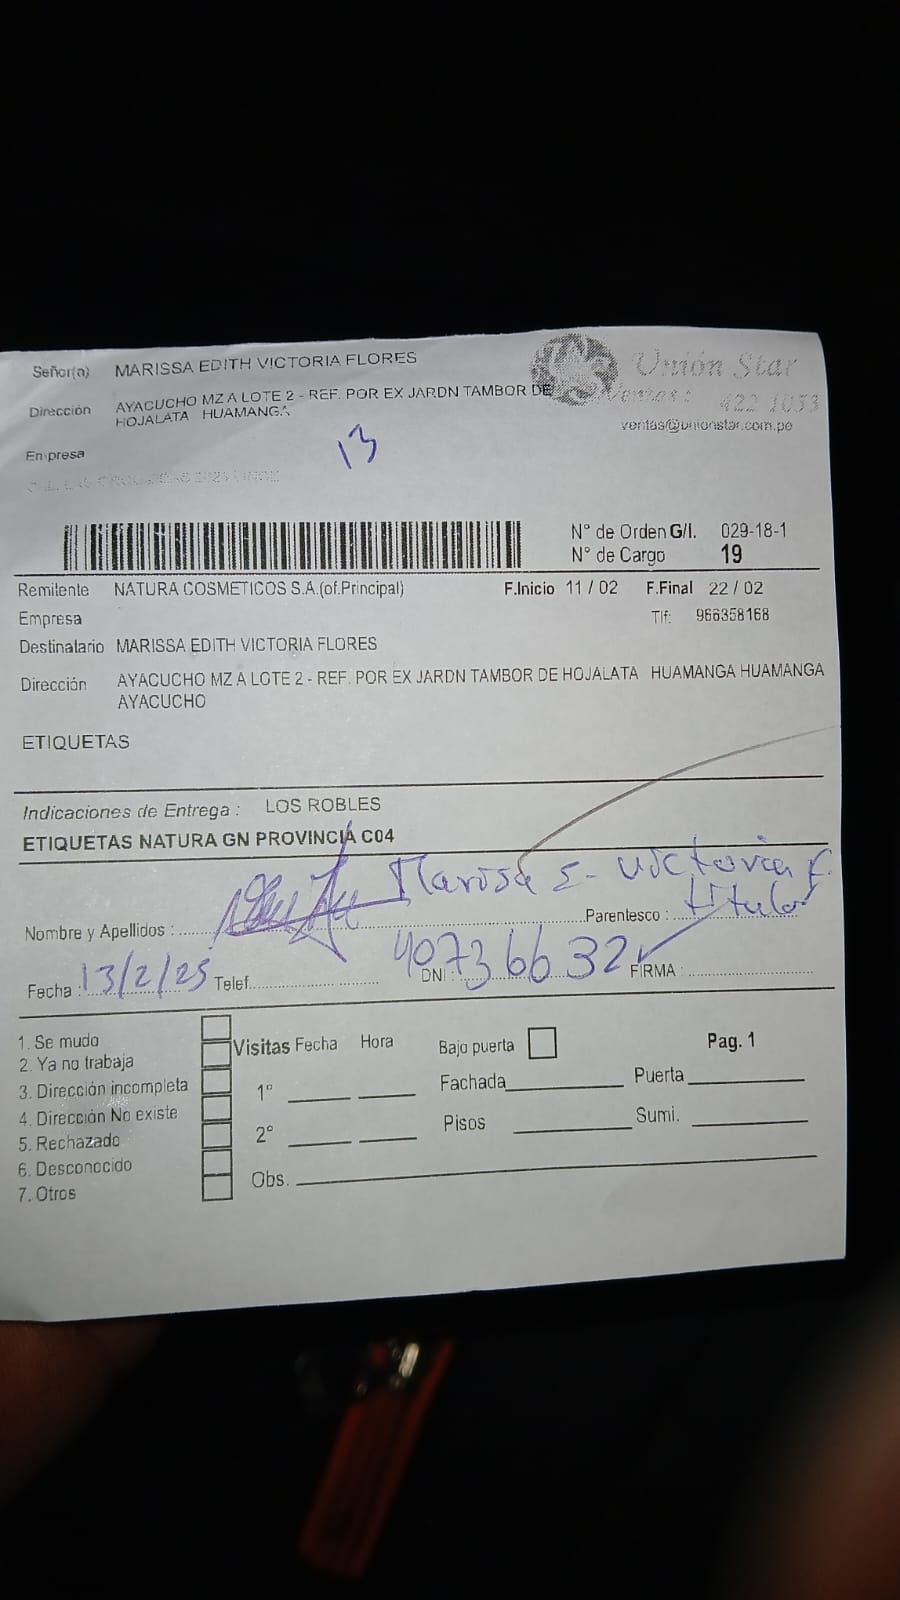 Señor(a) MARISSA EDITH VICTORIA FLORES
Unión Star
Dirección AYACUCHO MZ A LOTE 2 - REF. POR EX JARDN TAMBOR DE
HOJALATA HUAMANGA
Ventas: 422 1053
ventas@unionstar.com.pe
Empresa
13
N° de Orden G/I. 029-18-1
N° de Cargo 19
Remitente NATURA COSMETICOS S.A.(of.Principal) F.Inicio 11 / 02 F.Final 22 / 02
Empresa Tlf: 966358168
Destinatario MARISSA EDITH VICTORIA FLORES
Dirección AYACUCHO MZ A LOTE 2 - REF. POR EX JARDN TAMBOR DE HOJALATA HUAMANGA HUAMANGA
AYACUCHO
ETIQUETAS
Indicaciones de Entrega : LOS ROBLES
ETIQUETAS NATURA GN PROVINCIA C04
Marisa E. Victoria F.
Nombre y Apellidos : Parentesco : titular
Fecha : 13/2/25 Telef. DNI : 40736632 FIRMA :
1. Se mudo
2. Ya no trabaja
3. Dirección incompleta
4. Dirección No existe
5. Rechazado
6. Desconocido
7. Otros
Visitas Fecha Hora
1°
2°
Obs.
Bajo puerta
Fachada
Pisos
Pag. 1
Puerta
Sumi.